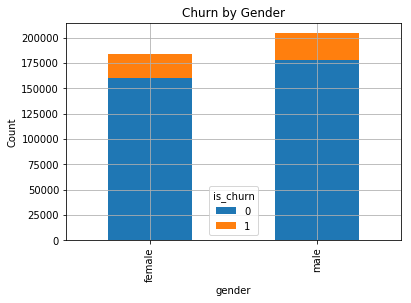 Churn by Gender
200000
175000
150000
125000
100000
75000
50000
25000
0
Count
is_churn
0
1
female
male
gender